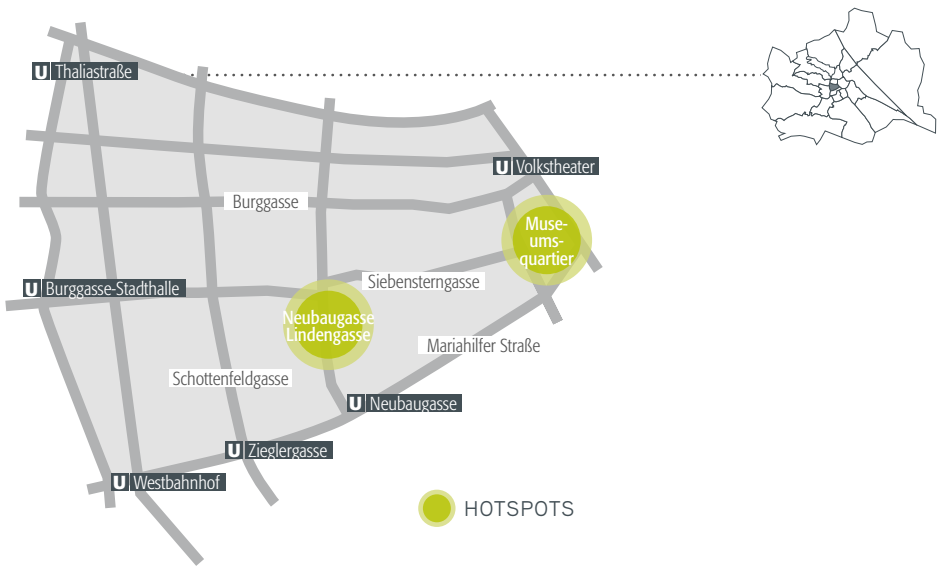 U Thaliastraße
U Volkstheater
Burggasse
Muse-
ums-
quartier
Siebensterngasse
U Burggasse-Stadthalle
Neubaugasse
Lindengasse
Mariahilfer Straße
Schottenfeldgasse
U Neubaugasse
U Zieglergasse
U Westbahnhof
HOTSPOTS